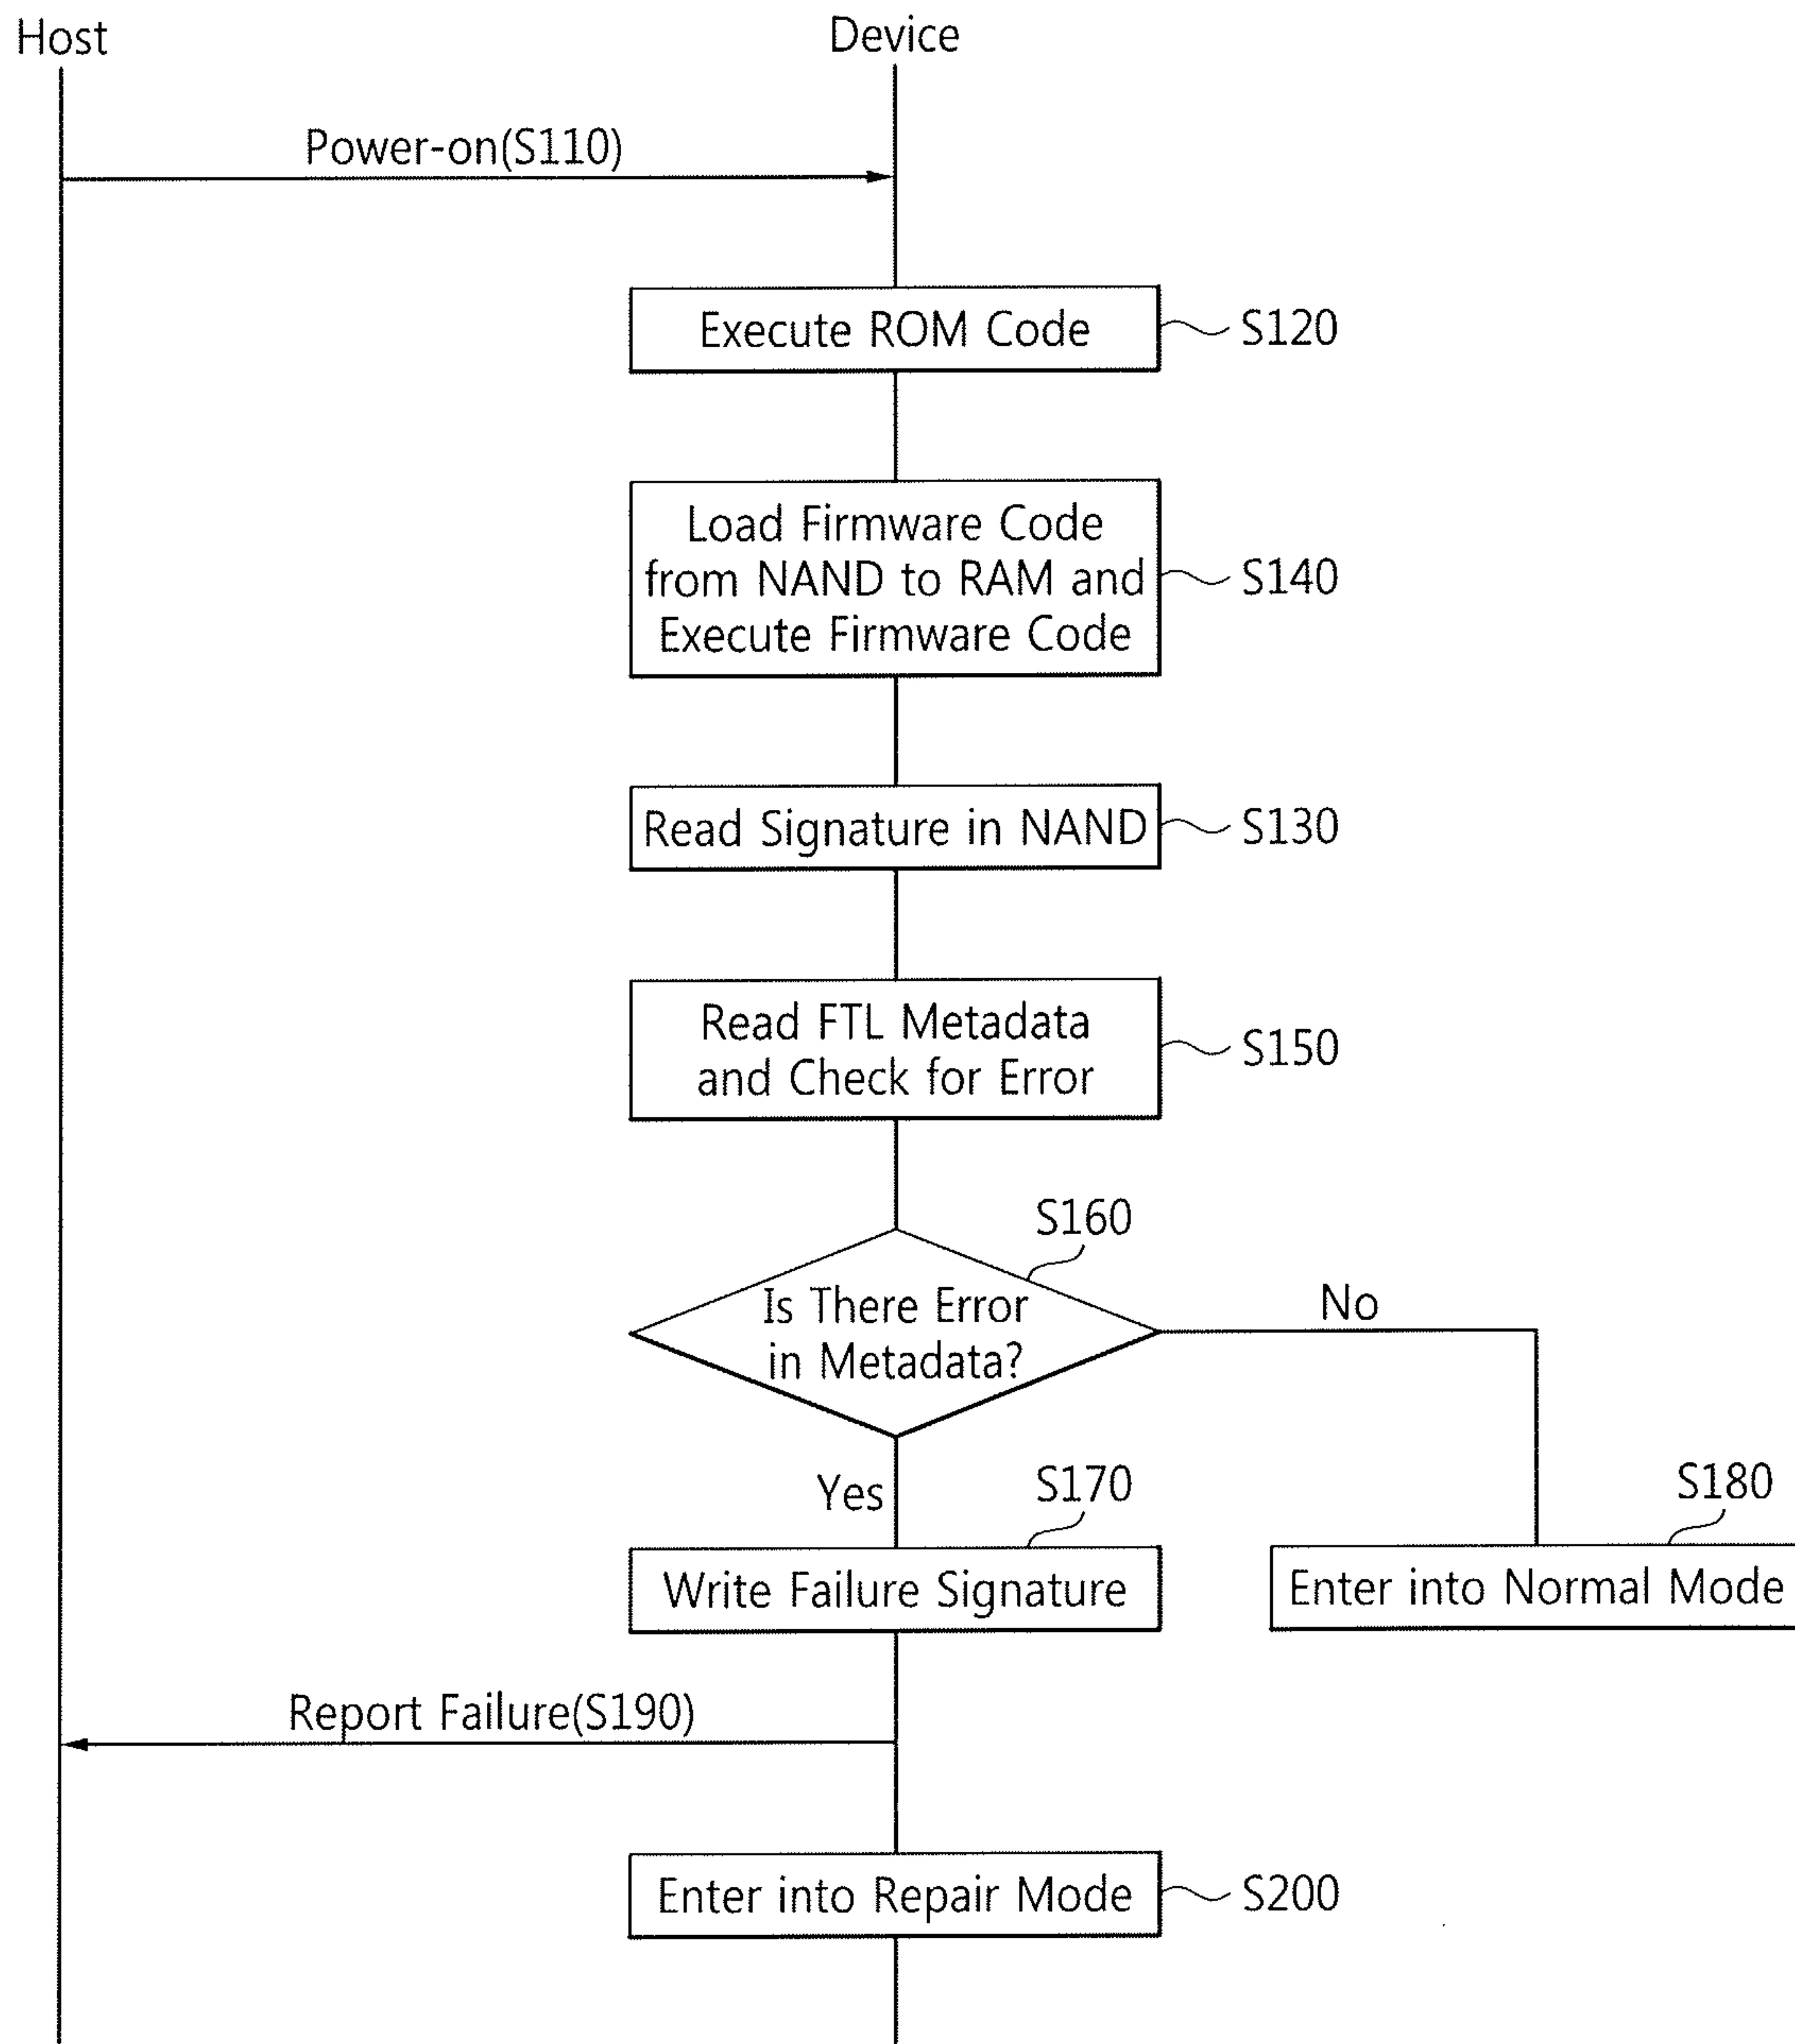 Host
Device
Power-on(S110)
Execute ROM Code
S120
Load Firmware Code
from NAND to RAM and
Execute Firmware Code
S140
Read Signature in NAND
S130
Read FTL Metadata
and Check for Error
S150
S160
Is There Error
in Metadata?
No
Yes
S170
S180
Write Failure Signature
Enter into Normal Mode
Report Failure(S190)
Enter into Repair Mode
S200